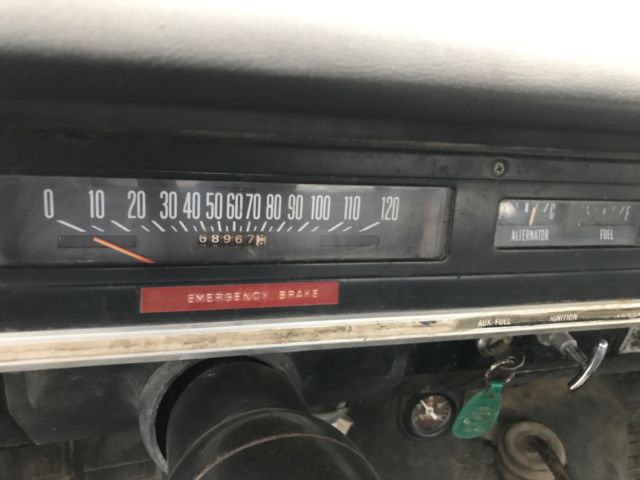 0 10 20 30 40 50 60 70 80 90 100 110 120
68967
C F
ALTERNATOR FUEL
EMERGENCY BRAKE
AUX. FUEL IGNITION